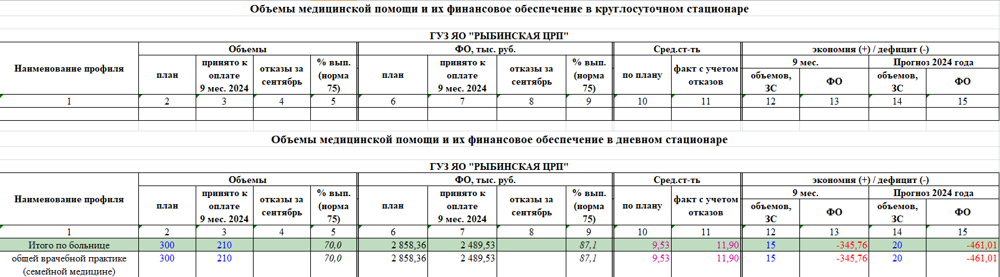 Объемы медицинской помощи и их финансовое обеспечение в круглосуточном стационаре
ГУЗ ЯО "РЫБИНСКАЯ ЦРП"
Наименование профиля
Объемы
ФО, тыс. руб.
Сред.ст-ть
экономия (+) / дефицит (-)
план
принято к
оплате
9 мес. 2024
отказы за
сентябрь
% вып.
(норма
75)
план
принято к
оплате
9 мес. 2024
отказы за
сентябрь
% вып.
(норма
75)
по плану
факт с учетом
отказов
9 мес.
Прогноз 2024 года
объемов,
ЗС
ФО
объемов,
ЗС
ФО
1 2 3 4 5 6 7 8 9 10 11 12 13 14 15
Объемы медицинской помощи и их финансовое обеспечение в дневном стационаре
ГУЗ ЯО "РЫБИНСКАЯ ЦРП"
Наименование профиля
Объемы
ФО, тыс. руб.
Сред.ст-ть
экономия (+) / дефицит (-)
план
принято к
оплате
9 мес. 2024
отказы за
сентябрь
% вып.
(норма
75)
план
принято к
оплате
9 мес. 2024
отказы за
сентябрь
% вып.
(норма
75)
по плану
факт с учетом
отказов
9 мес.
Прогноз 2024 года
объемов,
ЗС
ФО
объемов,
ЗС
ФО
1 2 3 4 5 6 7 8 9 10 11 12 13 14 15
Итого по больнице 300 210 70,0 2 858,36 2 489,53 87,1 9,53 11,90 15 -345,76 20 -461,01
общей врачебной практике 300 210 70,0 2 858,36 2 489,53 87,1 9,53 11,90 15 -345,76 20 -461,01
(семейной медицине)